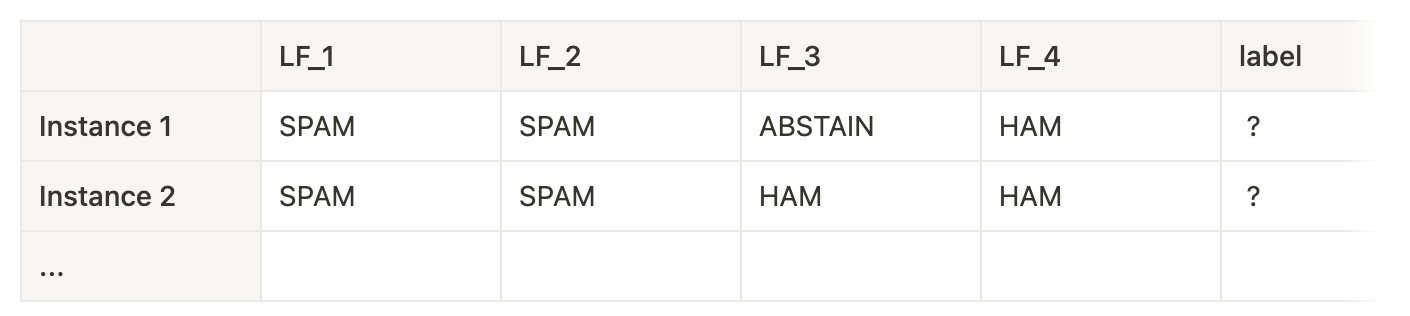 LF_1 LF_2 LF_3 LF_4 label
Instance 1 SPAM SPAM ABSTAIN HAM ?
Instance 2 SPAM SPAM HAM HAM ?
...